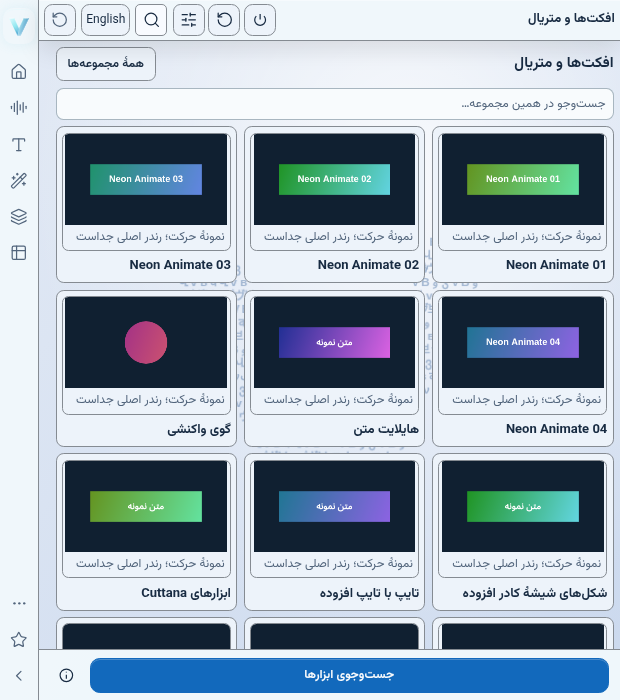 افکت‌ها و متریال
English
افکت‌ها و متریال
همهٔ مجموعه‌ها
جست‌وجو در همین مجموعه...
Neon Animate 01
نمونهٔ حرکت؛ رندر اصلی جداست
Neon Animate 01
Neon Animate 02
نمونهٔ حرکت؛ رندر اصلی جداست
Neon Animate 02
Neon Animate 03
نمونهٔ حرکت؛ رندر اصلی جداست
Neon Animate 03
Neon Animate 04
نمونهٔ حرکت؛ رندر اصلی جداست
Neon Animate 04
متن نمونه
نمونهٔ حرکت؛ رندر اصلی جداست
هایلایت متن
نمونهٔ حرکت؛ رندر اصلی جداست
گوی واکنشی
متن نمونه
نمونهٔ حرکت؛ رندر اصلی جداست
شکل‌های شیشهٔ کادر افزوده
متن نمونه
نمونهٔ حرکت؛ رندر اصلی جداست
تایپ با تایپ افزوده
متن نمونه
نمونهٔ حرکت؛ رندر اصلی جداست
ابزارهای Cuttana
جست‌وجوی ابزارها